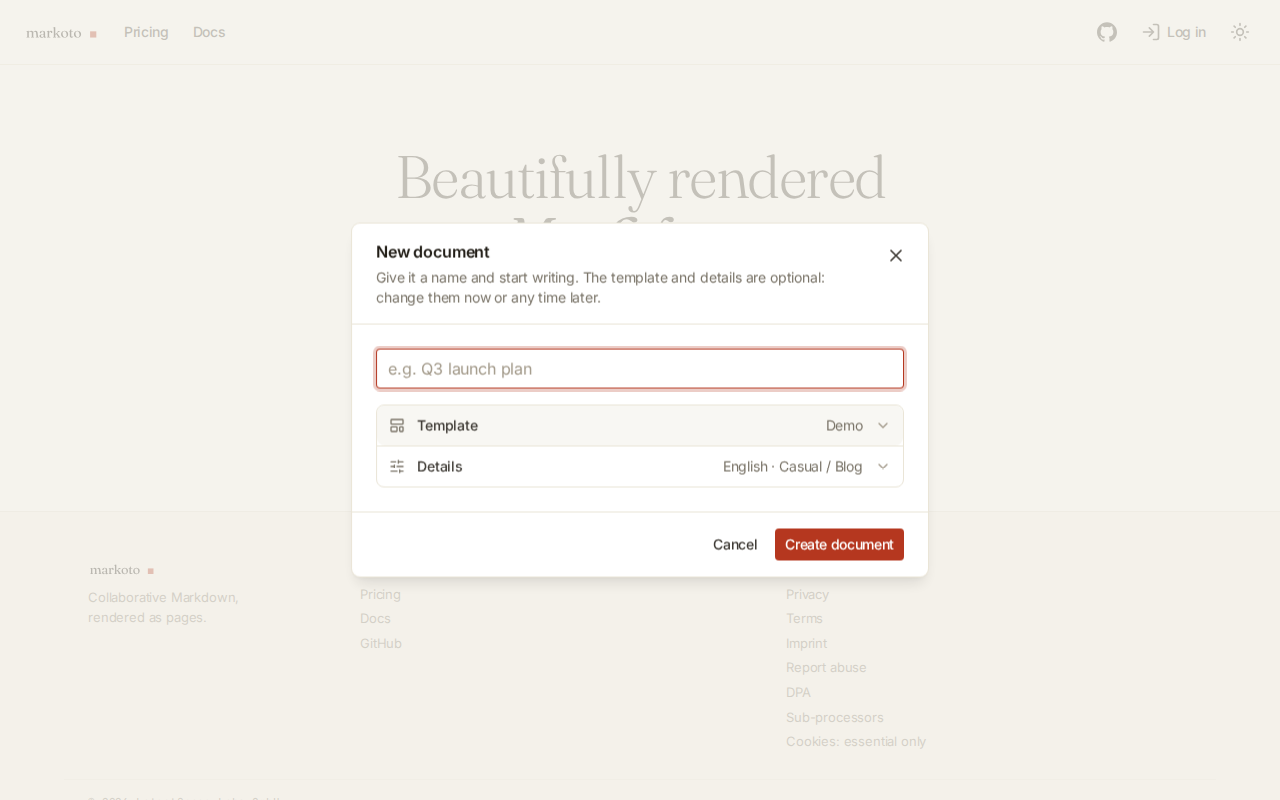 markoto
Pricing
Docs
Log in
Beautifully rendered
New document
Give it a name and start writing. The template and details are optional:
change them now or any time later.
e.g. Q3 launch plan
Template
Demo
Details
English · Casual / Blog
Cancel
Create document
markoto
Collaborative Markdown,
rendered as pages.
Pricing
Docs
GitHub
Privacy
Terms
Imprint
Report abuse
DPA
Sub-processors
Cookies: essential only